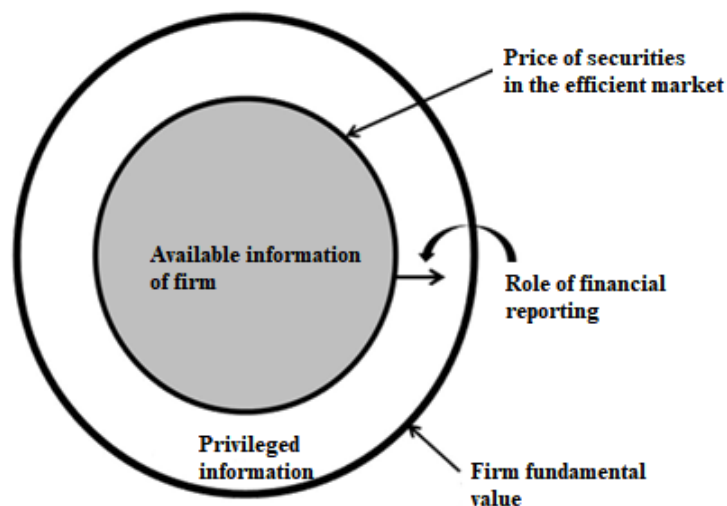 Price of securities
in the efficient market
Available information
of firm
Role of financial
reporting
Privileged
information
Firm fundamental
value